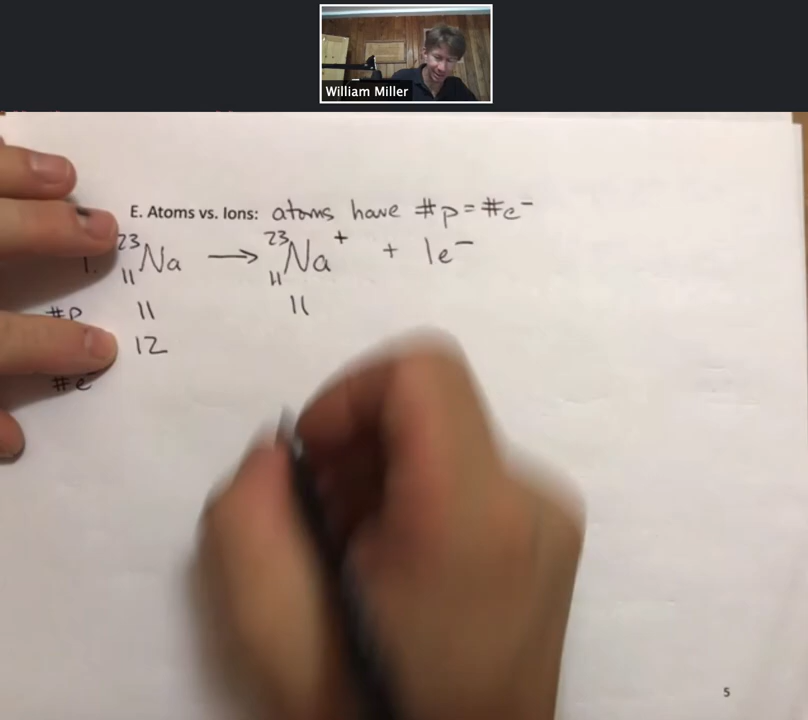 William Miller
E. Atoms vs. Ions: atoms have #p = #e⁻
1. ²³₁₁Na → ²³₁₁Na⁺ + 1e⁻
#p 11 11
12
#e⁻
5